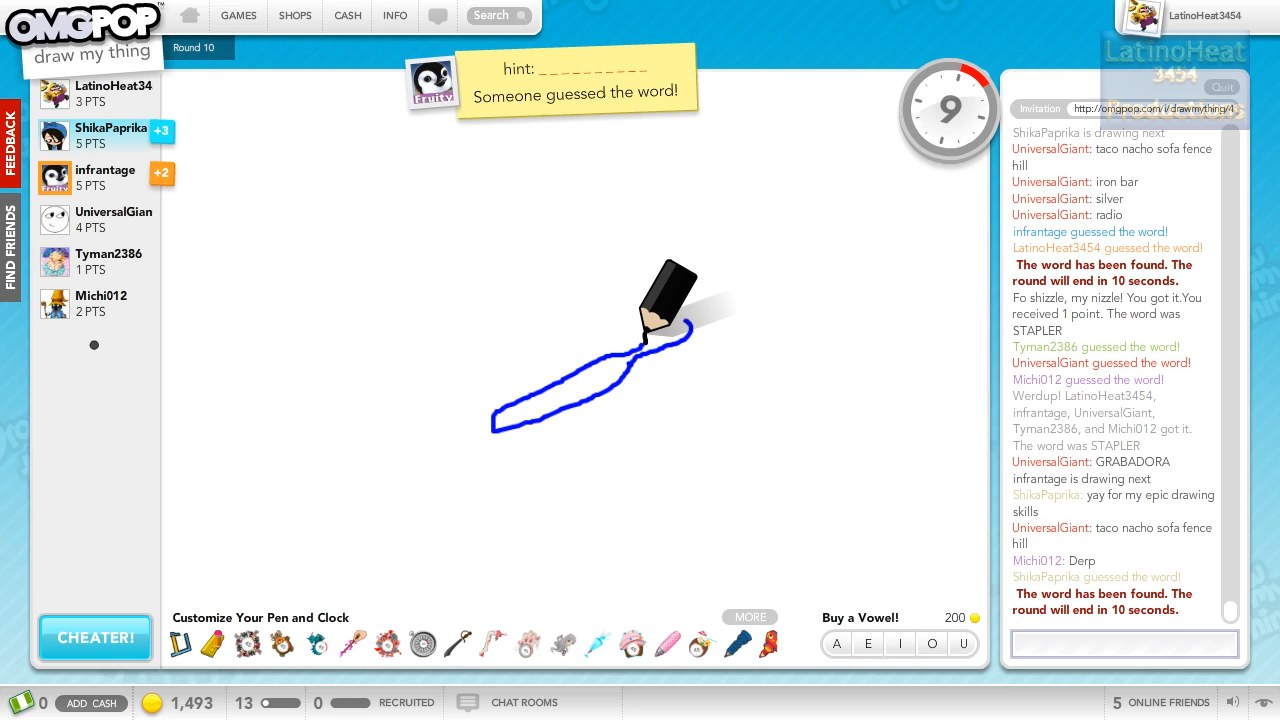 OMGPOP™
draw my thing
GAMES
SHOPS
CASH
INFO
Search
LatinoHeat3454
Round 10
LatinoHeat
3454
Quit
Invitation
http://omgpop.com/i/drawmything/4
hint: _ _ _ _ _ _ _ _ _ _
Someone guessed the word!
Fruity
9
FEEDBACK
FIND FRIENDS
LatinoHeat34
3 PTS
ShikaPaprika
5 PTS
+3
infrantage
5 PTS
+2
Fruity
UniversalGian
4 PTS
Tyman2386
1 PTS
Michi012
2 PTS
CHEATER!
ShikaPaprika is drawing next
UniversalGiant: taco nacho sofa fence
hill
UniversalGiant: iron bar
UniversalGiant: silver
UniversalGiant: radio
infrantage guessed the word!
LatinoHeat3454 guessed the word!
The word has been found. The
round will end in 10 seconds.
Fo shizzle, my nizzle! You got it.You
received 1 point. The word was
STAPLER
Tyman2386 guessed the word!
UniversalGiant guessed the word!
Michi012 guessed the word!
Werdup! LatinoHeat3454,
infrantage, UniversalGiant,
Tyman2386, and Michi012 got it.
The word was STAPLER
UniversalGiant: GRABADORA
infrantage is drawing next
ShikaPaprika: yay for my epic drawing
skills
UniversalGiant: taco nacho sofa fence
hill
Michi012: Derp
ShikaPaprika guessed the word!
The word has been found. The
round will end in 10 seconds.
Customize Your Pen and Clock
MORE
Buy a Vowel!
200
A E I O U
0
ADD CASH
1,493
13
0
RECRUITED
CHAT ROOMS
5 ONLINE FRIENDS